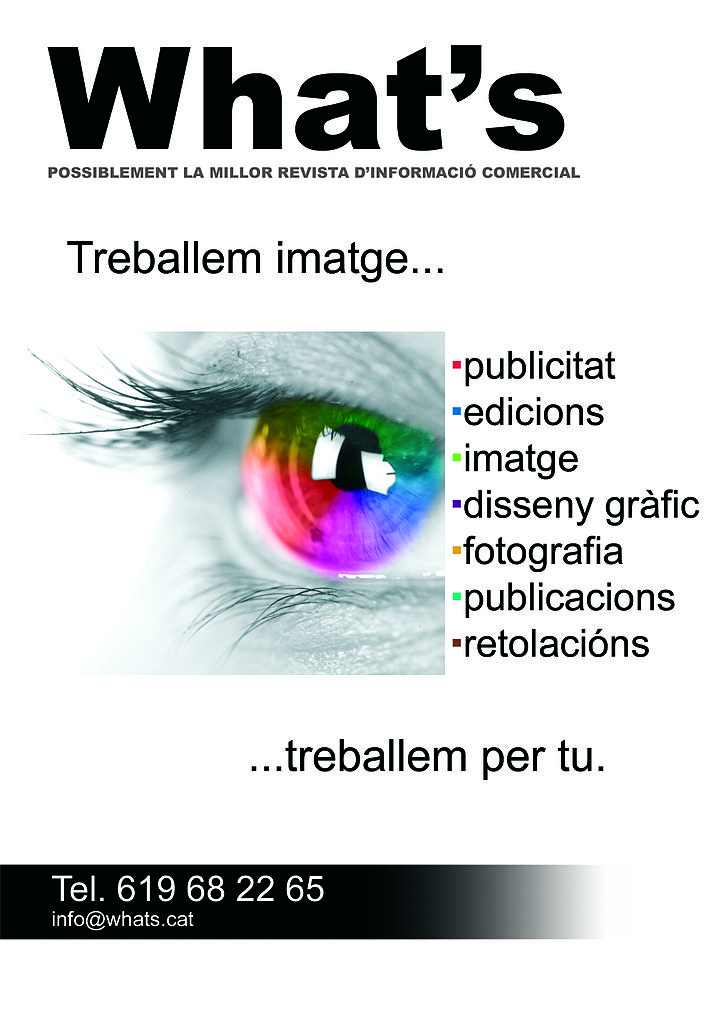 What's
POSSIBLEMENT LA MILLOR REVISTA D'INFORMACIÓ COMERCIAL
Treballem imatge...
publicitat
edicions
imatge
disseny gràfic
fotografia
publicacions
retolacións
...treballem per tu.
Tel. 619 68 22 65
info@whats.cat